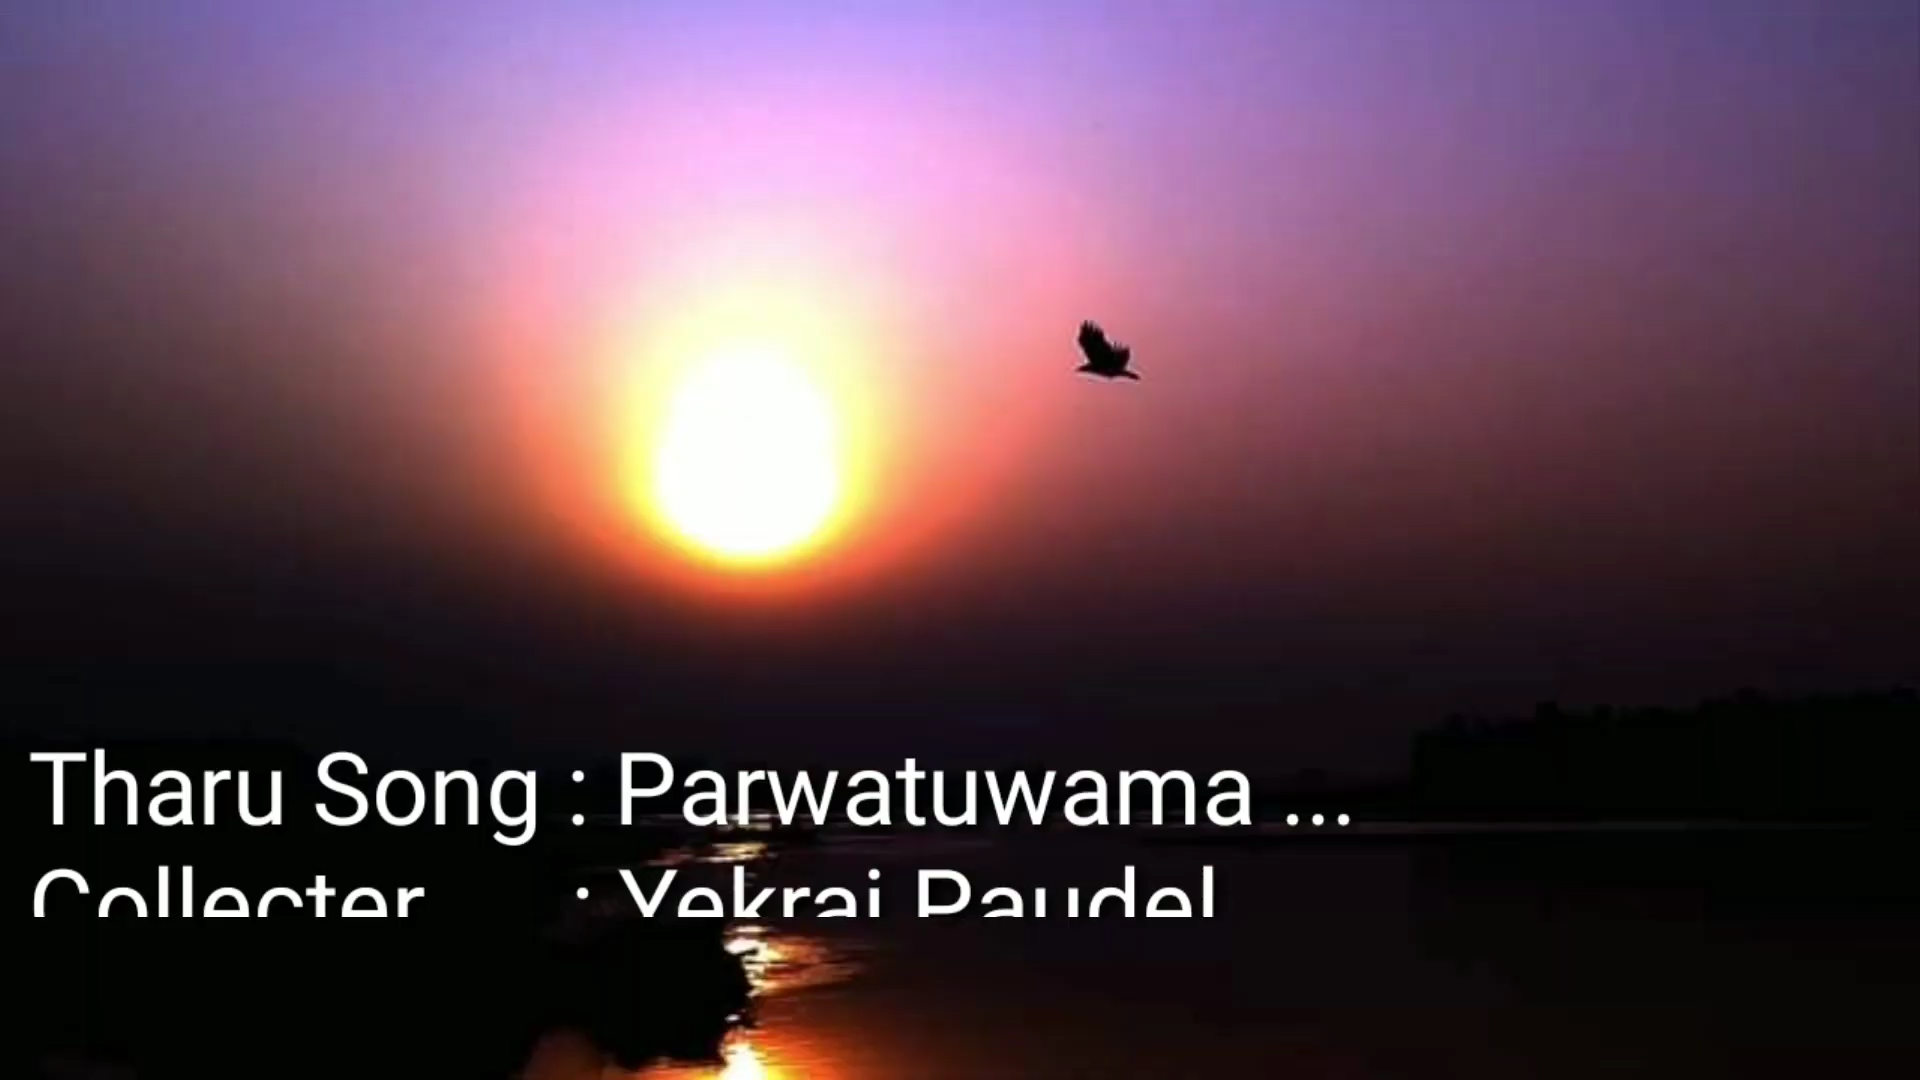 Tharu Song : Parwatuwama ...
Collecter : Yekraj Paudel